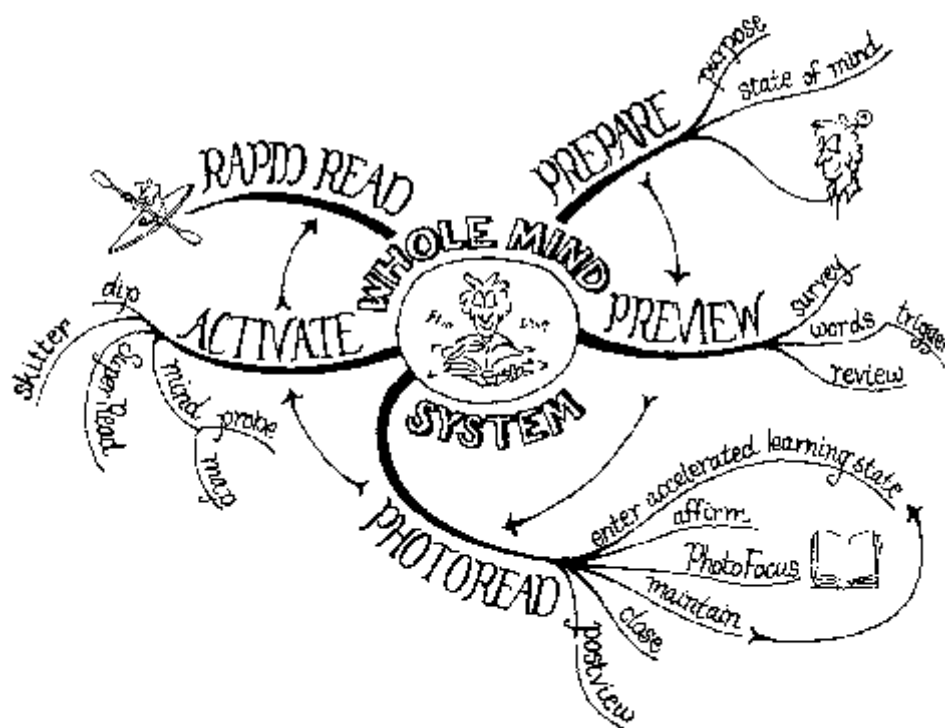 WHOLE MIND
SYSTEM
PREPARE
purpose
state of mind
PREVIEW
survey
words
trigger
review
PHOTOREAD
enter accelerated learning state
affirm
PhotoFocus
maintain
close
postview
ACTIVATE
dip
skitter
Super Read
mind
probe
map
RAPID READ